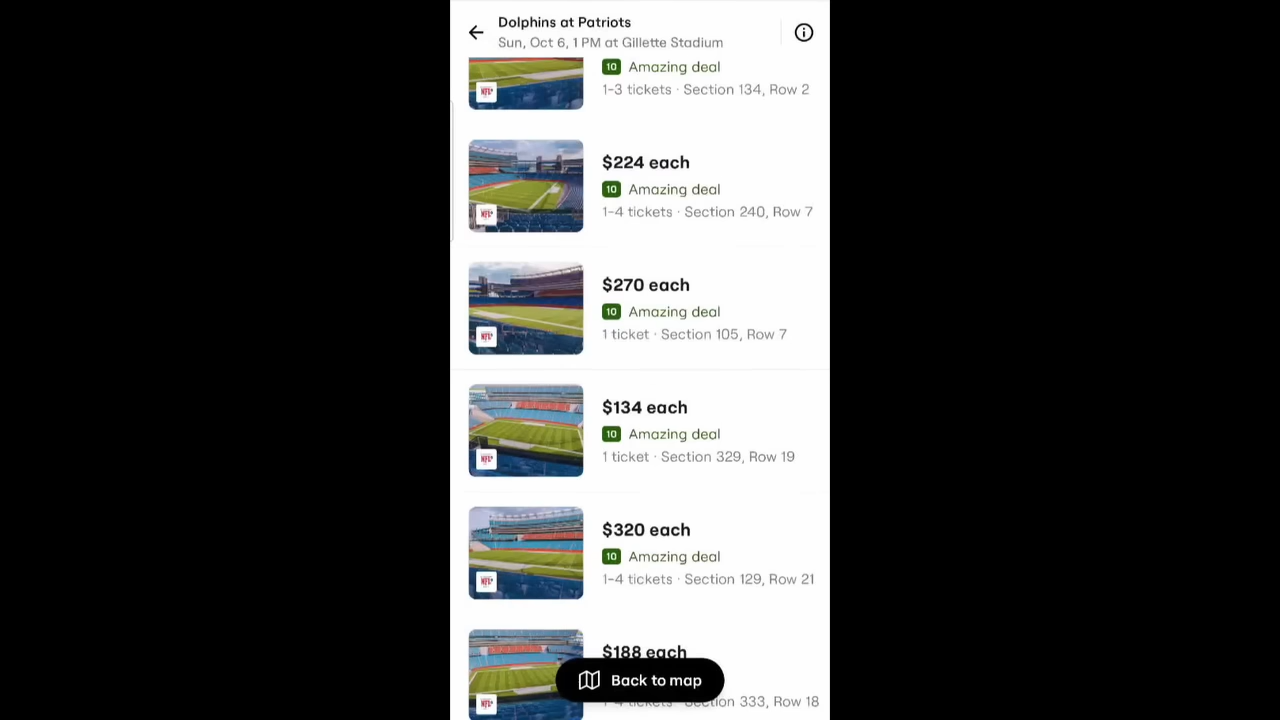 Dolphins at Patriots
Sun, Oct 6, 1 PM at Gillette Stadium
10 Amazing deal
1-3 tickets · Section 134, Row 2
$224 each
10 Amazing deal
1-4 tickets · Section 240, Row 7
$270 each
10 Amazing deal
1 ticket · Section 105, Row 7
$134 each
10 Amazing deal
1 ticket · Section 329, Row 19
$320 each
10 Amazing deal
1-4 tickets · Section 129, Row 21
$188 each
Back to map
1-4 tickets · Section 333, Row 18